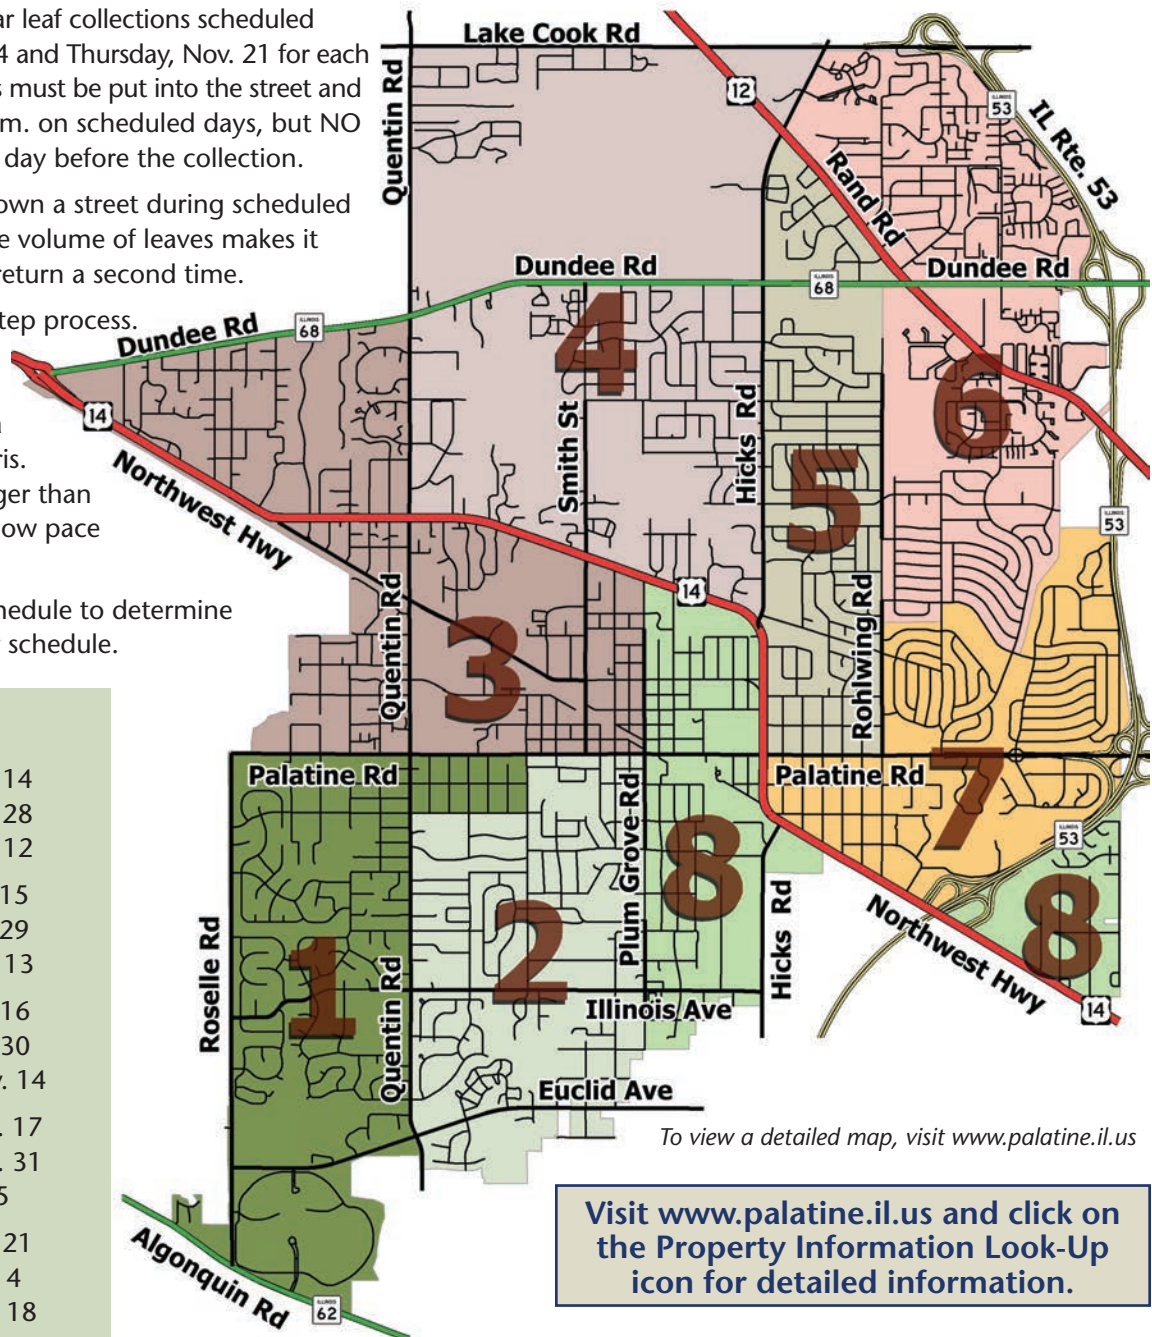 ar leaf collections scheduled
4 and Thursday, Nov. 21 for each
s must be put into the street and
.m. on scheduled days, but NO
day before the collection.
own a street during scheduled
e volume of leaves makes it
return a second time.
tep process.
ris.
ger than
ow pace
hedule to determine
schedule.
14
28
12
15
29
13
16
30
. 14
. 17
. 31
5
21
4
18
Lake Cook Rd
Quentin Rd
12
ILLINOIS
53
IL Rte. 53
Rand Rd
Dundee Rd
ILLINOIS
68
Dundee Rd
Dundee Rd
ILLINOIS
68
4
6
14
Northwest Hwy
Smith St
Hicks Rd
5
ILLINOIS
53
14
Quentin Rd
3
Rohlwing Rd
Palatine Rd
Palatine Rd
7
Plum Grove Rd
8
ILLINOIS
53
Roselle Rd
1
Quentin Rd
2
Hicks Rd
Northwest Hwy
8
14
Illinois Ave
Euclid Ave
To view a detailed map, visit www.palatine.il.us
Algonquin Rd
ILLINOIS
62
Visit www.palatine.il.us and click on
the Property Information Look-Up
icon for detailed information.